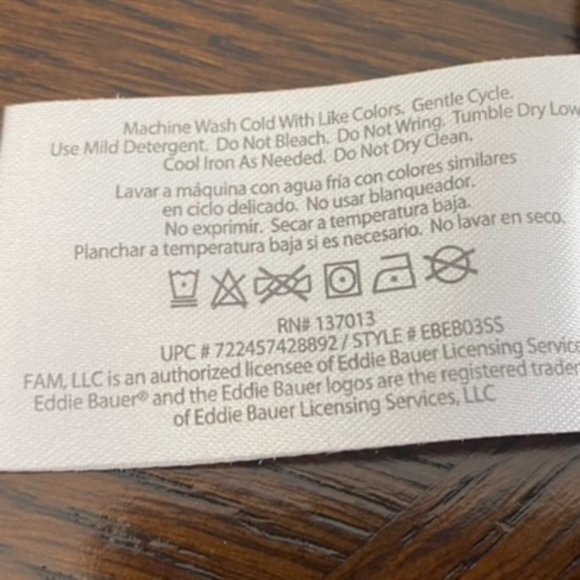 Machine Wash Cold With Like Colors. Gentle Cycle.
Use Mild Detergent. Do Not Bleach. Do Not Wring. Tumble Dry Low
Cool Iron As Needed. Do Not Dry Clean.
Lavar a máquina con agua fría con colores similares
en ciclo delicado. No usar blanqueador.
No exprimir. Secar a temperatura baja.
Planchar a temperatura baja si es necesario. No lavar en seco.
RN# 137013
UPC # 722457428892 / STYLE # EBEB03SS
FAM, LLC is an authorized licensee of Eddie Bauer Licensing Service
Eddie Bauer® and the Eddie Bauer logos are the registered trade
of Eddie Bauer Licensing Services, LLC